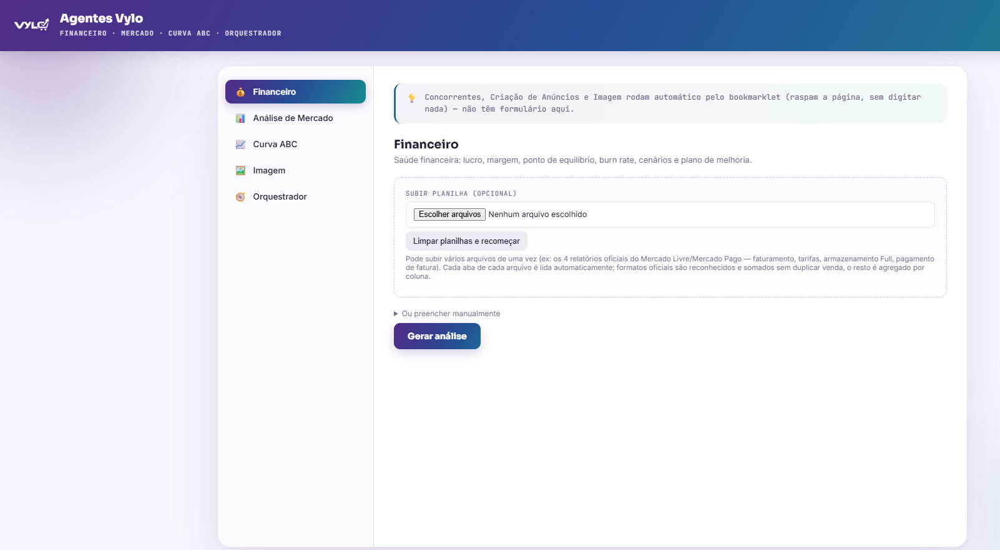 VYLO
Agentes Vylo
FINANCEIRO · MERCADO · CURVA ABC · ORQUESTRADOR
Financeiro
Análise de Mercado
Curva ABC
Imagem
Orquestrador
Concorrentes, Criação de Anúncios e Imagem rodam automático pelo bookmarklet (raspam a página, sem digitar
nada) — não têm formulário aqui.
Financeiro
Saúde financeira: lucro, margem, ponto de equilíbrio, burn rate, cenários e plano de melhoria.
SUBIR PLANILHA (OPCIONAL)
Escolher arquivos Nenhum arquivo escolhido
Limpar planilhas e recomeçar
Pode subir vários arquivos de uma vez (ex: os 4 relatórios oficiais do Mercado Livre/Mercado Pago — faturamento, tarifas, armazenamento Full, pagamento
de fatura). Cada aba de cada arquivo é lida automaticamente; formatos oficiais são reconhecidos e somados sem duplicar venda, o resto é agregado por
coluna.
Ou preencher manualmente
Gerar análise